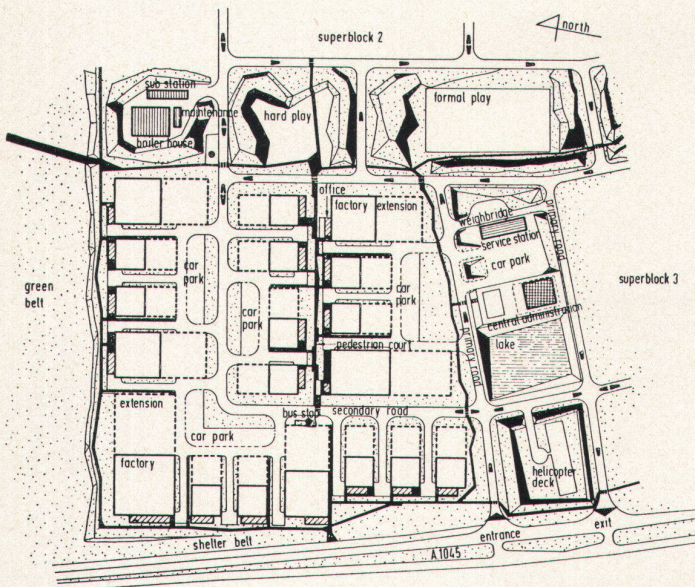 superblock 2
north
sub station
maintenance
boiler house
hard play
formal play
office
factory
extension
weighbridge
service station
car park
primary road
superblock 3
green
belt
car
park
car
park
car
park
central administration
lake
pedestrian court
primary road
extension
car park
bus stop
secondary road
factory
helicopter
deck
shelter belt
entrance
exit
A1045